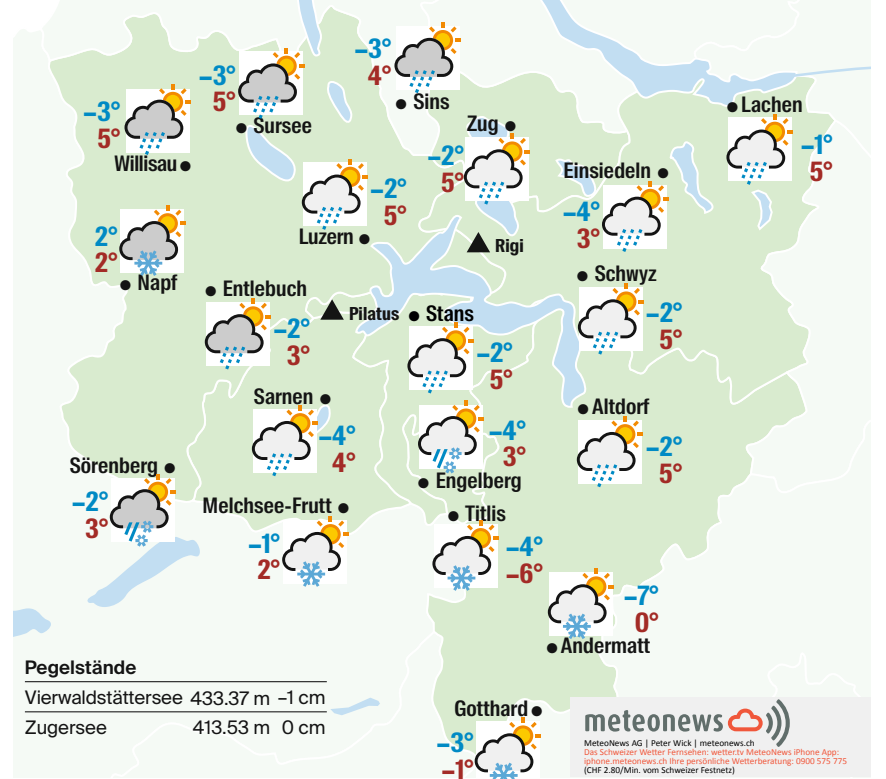 −3°
4°
Sins
−3°
5°
Sursee
−3°
5°
Willisau
Zug
−2°
5°
Lachen
−1°
5°
Einsiedeln
−4°
3°
−2°
5°
Luzern
Rigi
2°
2°
Napf
Schwyz
−2°
5°
Entlebuch
−2°
3°
Pilatus
Stans
−2°
5°
Sarnen
−4°
4°
−4°
3°
Engelberg
Altdorf
−2°
5°
Sörenberg
−2°
3°
Melchsee-Frutt
−1°
2°
Titlis
−4°
−6°
−7°
0°
Andermatt
Gotthard
−3°
−1°
Pegelstände
Vierwaldstättersee 433.37 m −1 cm
Zugersee 413.53 m 0 cm
meteonews
MeteoNews AG | Peter Wick | meteonews.ch
Das Schweizer Wetter Fernsehen: wetter.tv MeteoNews iPhone App:
iphone.meteonews.ch Ihre persönliche Wetterberatung: 0900 575 775
(CHF 2.80/Min. vom Schweizer Festnetz)